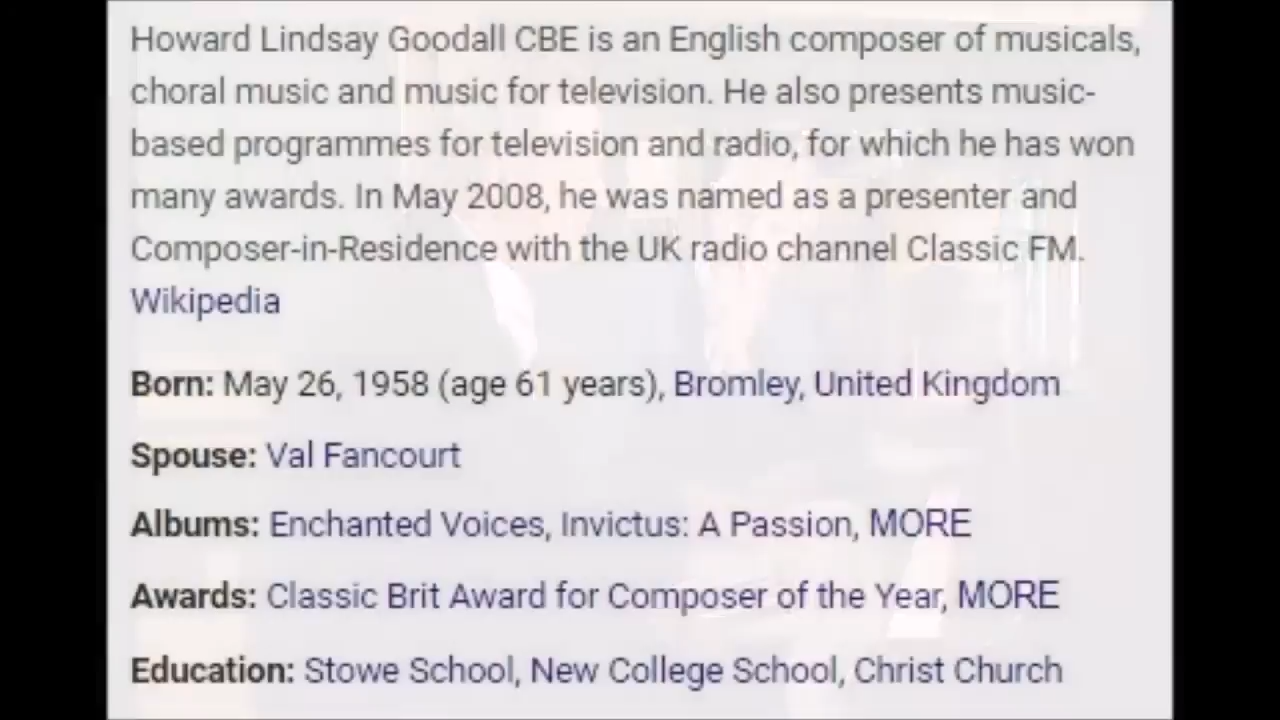 Howard Lindsay Goodall CBE is an English composer of musicals,
choral music and music for television. He also presents music-
based programmes for television and radio, for which he has won
many awards. In May 2008, he was named as a presenter and
Composer-in-Residence with the UK radio channel Classic FM.
Wikipedia
Born: May 26, 1958 (age 61 years), Bromley, United Kingdom
Spouse: Val Fancourt
Albums: Enchanted Voices, Invictus: A Passion, MORE
Awards: Classic Brit Award for Composer of the Year, MORE
Education: Stowe School, New College School, Christ Church